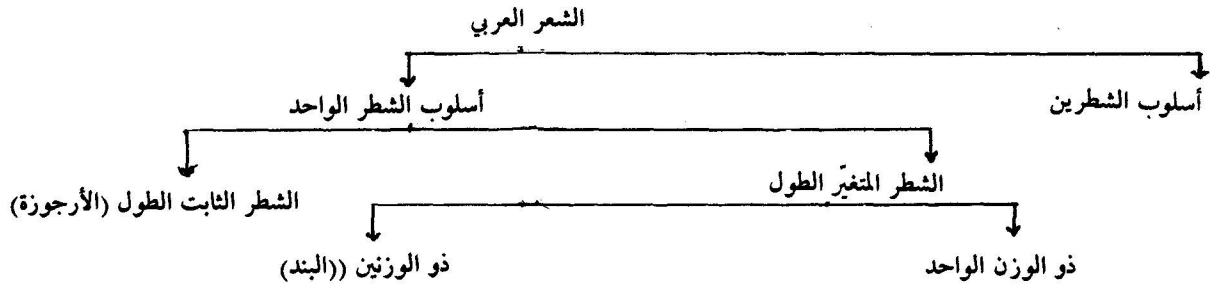 الشعر العربي
أسلوب الشطرين
أسلوب الشطر الواحد
الشطر المتغيّر الطول
الشطر الثابت الطول (الأرجوزة)
ذو الوزن الواحد
ذو الوزنين ((البند)